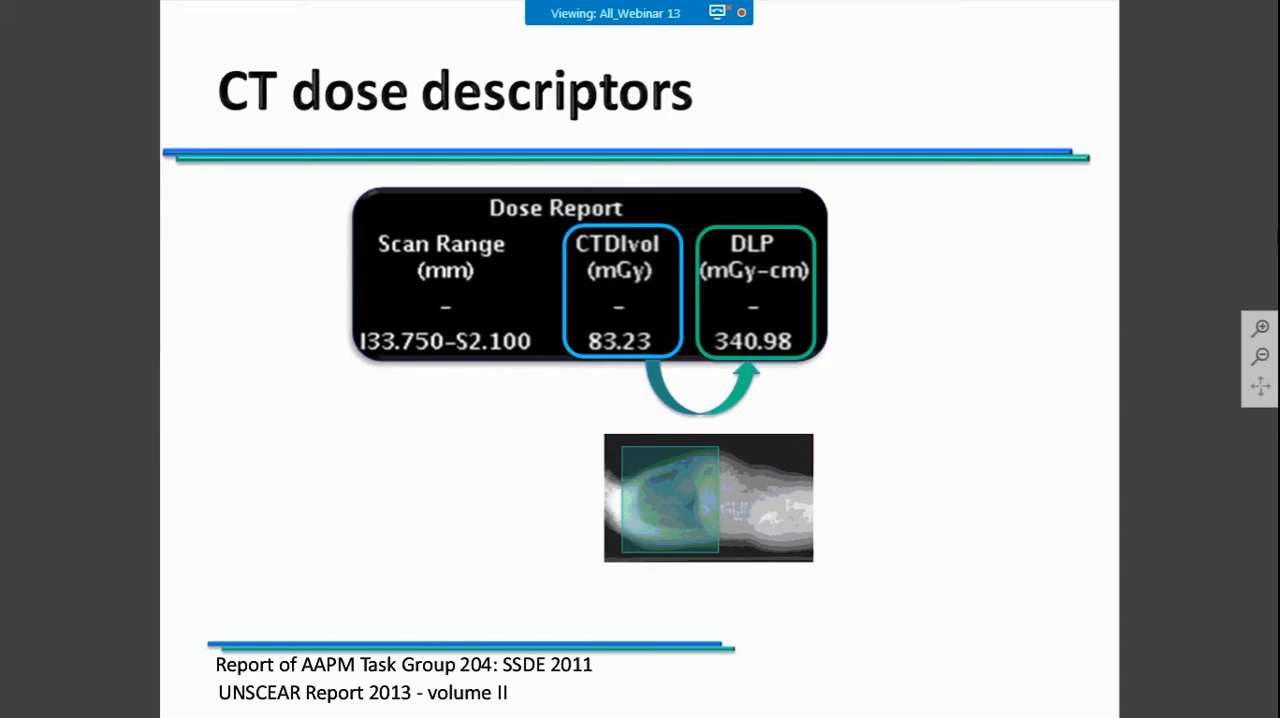 Viewing: All_Webinar 13
CT dose descriptors
Dose Report
Scan Range CTDIvol DLP
(mm) (mGy) (mGy-cm)
- - -
I33.750-S2.100 83.23 340.98
Report of AAPM Task Group 204: SSDE 2011
UNSCEAR Report 2013 - volume II